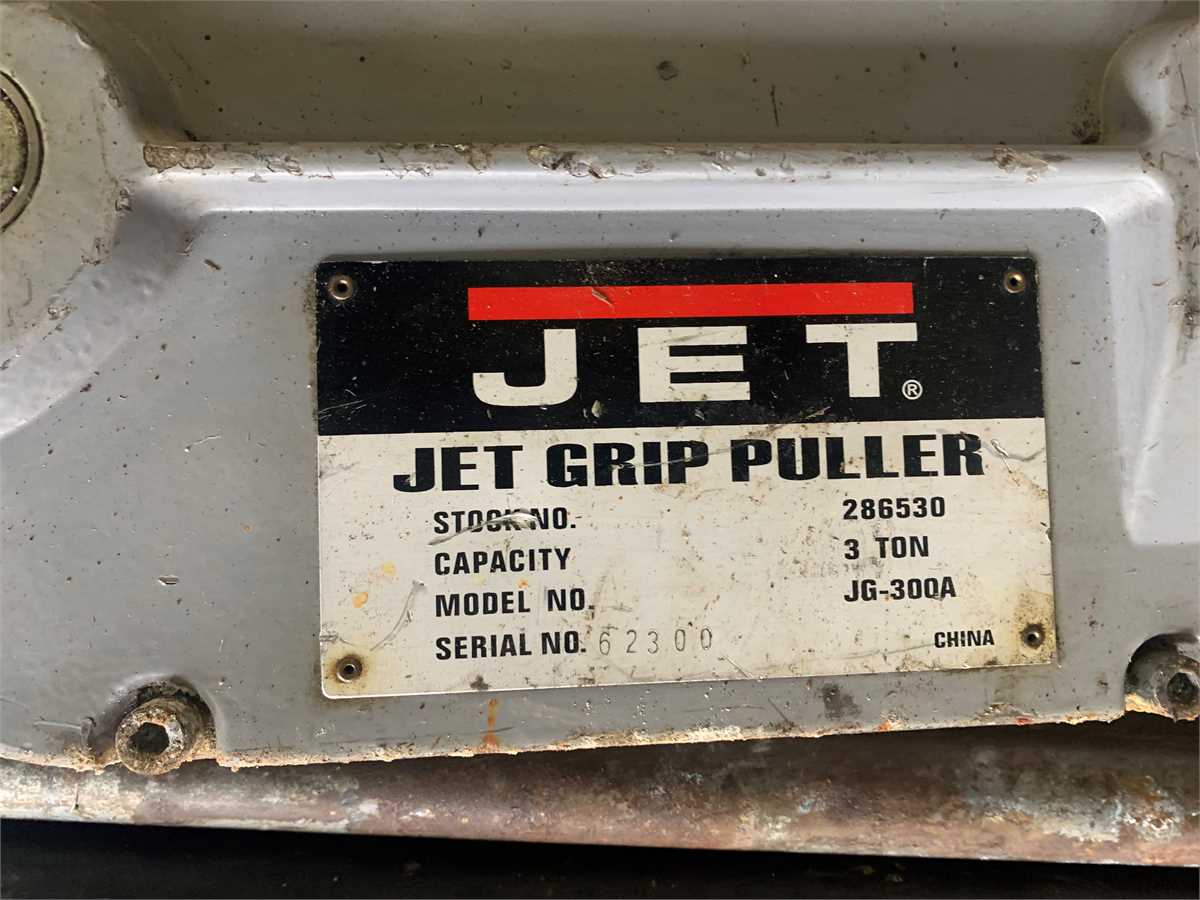 JET®
JET GRIP PULLER
STOCK NO. 286530
CAPACITY 3 TON
MODEL NO. JG-300A
SERIAL NO. 62300 CHINA